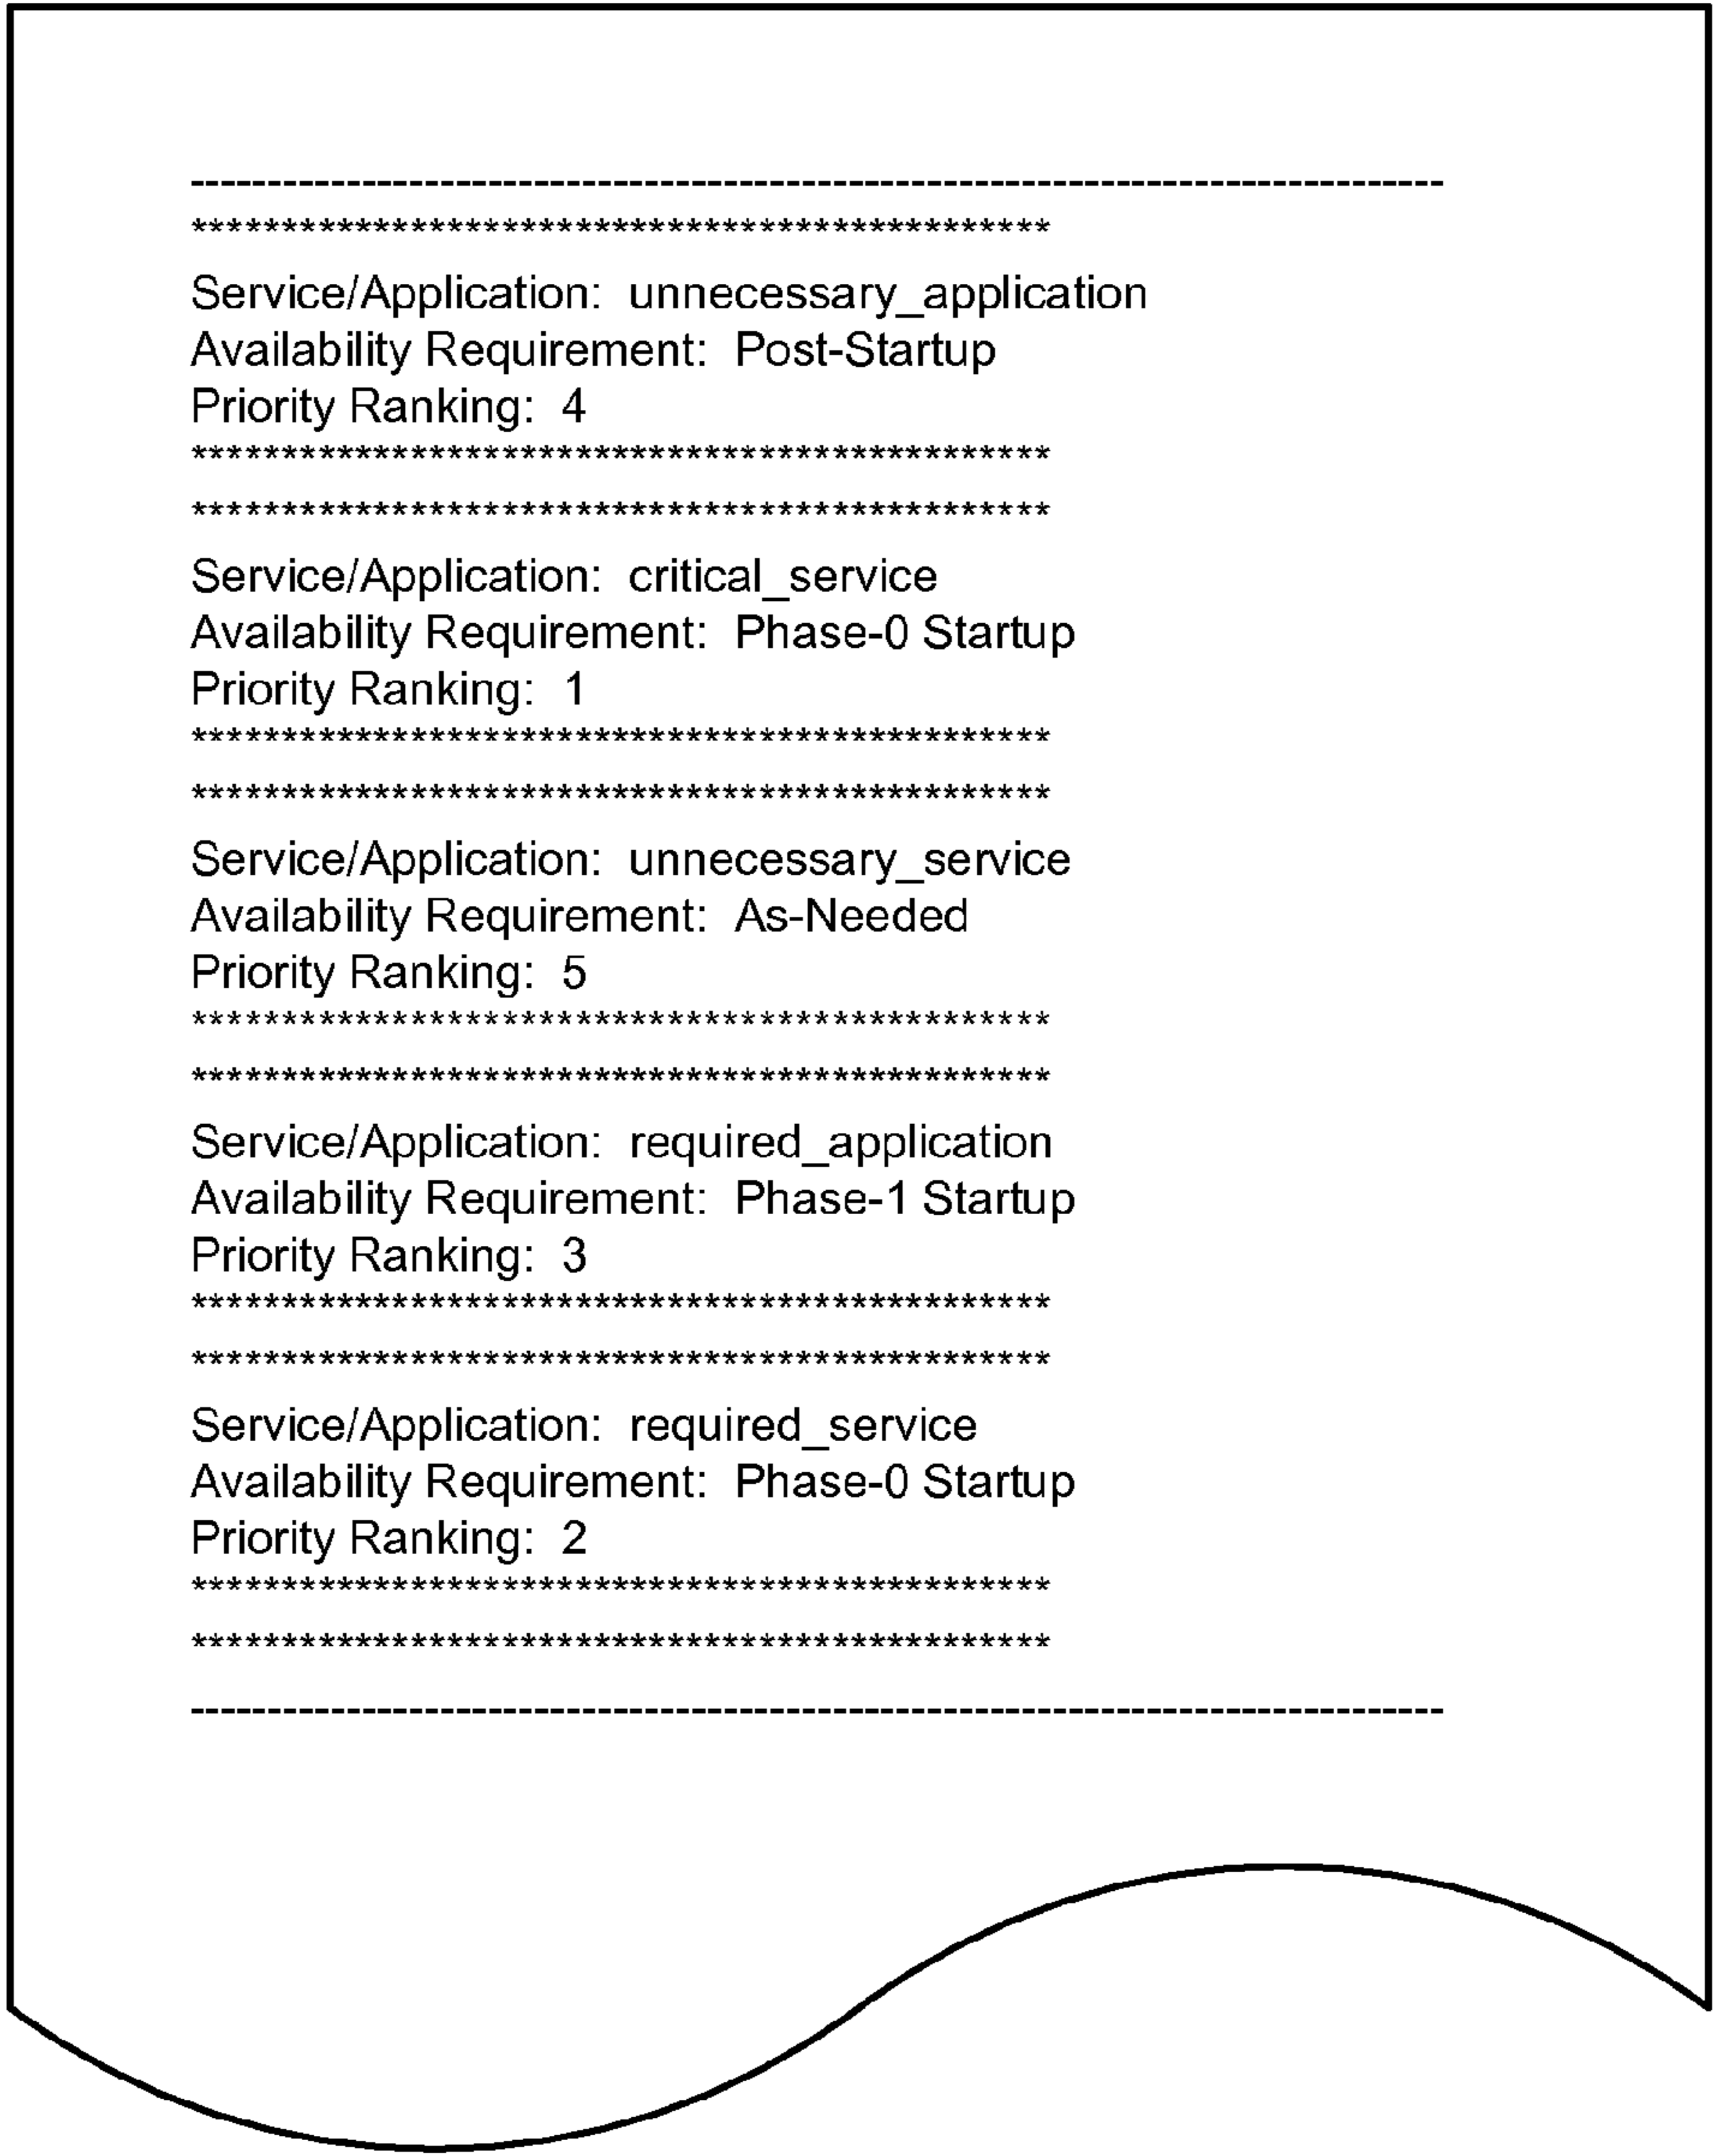 --------------------------------------------------------------------------------
***********************************************
Service/Application:  unnecessary_application
Availability Requirement:  Post-Startup
Priority Ranking:  4
***********************************************
***********************************************
Service/Application:  critical_service
Availability Requirement:  Phase-0 Startup
Priority Ranking:  1
***********************************************
***********************************************
Service/Application:  unnecessary_service
Availability Requirement:  As-Needed
Priority Ranking:  5
***********************************************
***********************************************
Service/Application:  required_application
Availability Requirement:  Phase-1 Startup
Priority Ranking:  3
***********************************************
***********************************************
Service/Application:  required_service
Availability Requirement:  Phase-0 Startup
Priority Ranking:  2
***********************************************
***********************************************
--------------------------------------------------------------------------------